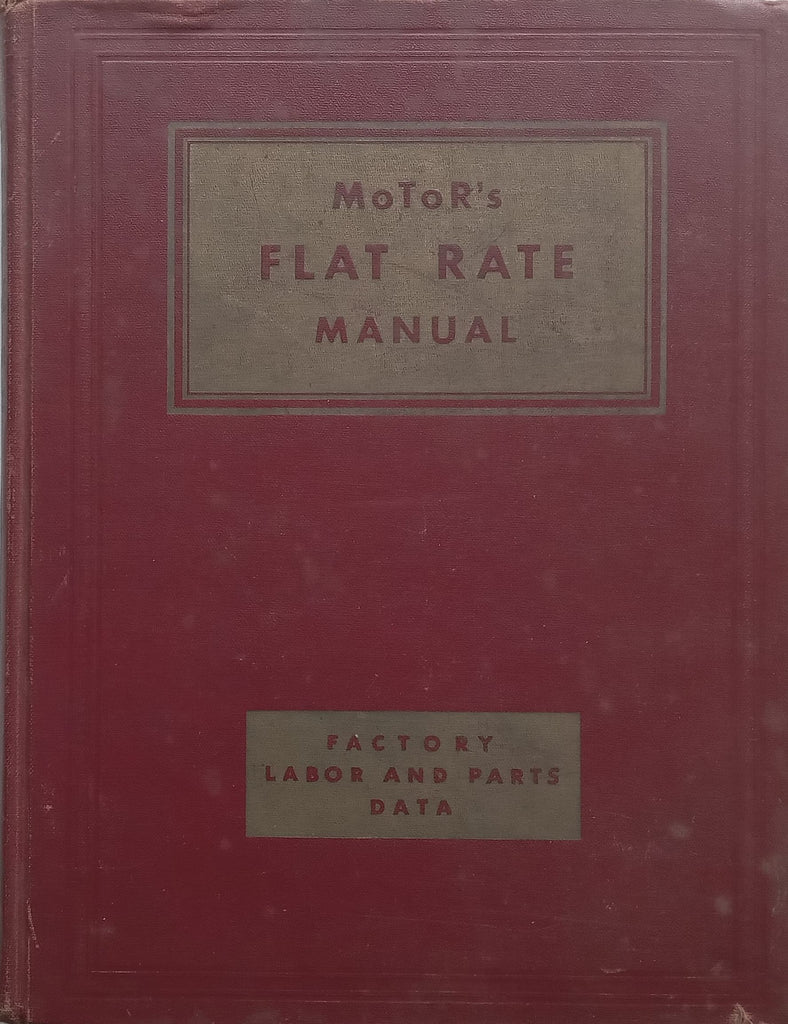 MoToR's
FLAT RATE
MANUAL
FACTORY
LABOR AND PARTS
DATA